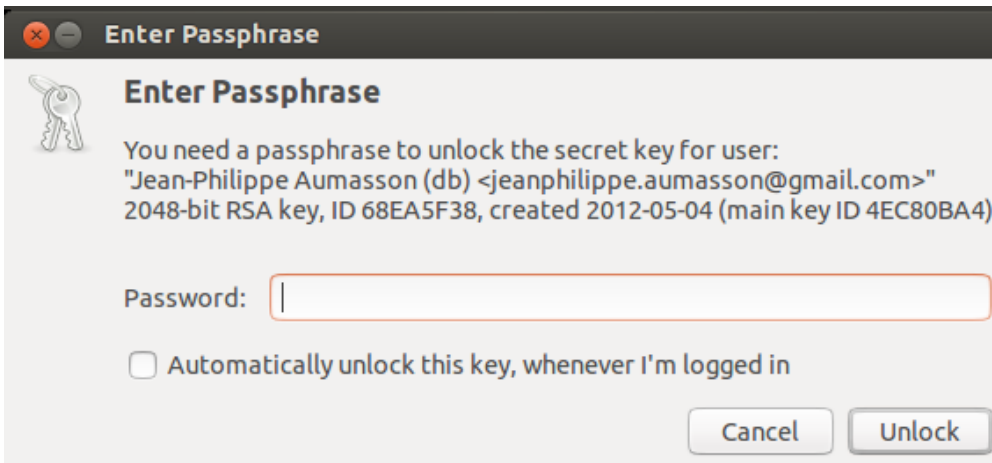 Enter Passphrase
Enter Passphrase
You need a passphrase to unlock the secret key for user:
"Jean-Philippe Aumasson (db) <jeanphilippe.aumasson@gmail.com>"
2048-bit RSA key, ID 68EA5F38, created 2012-05-04 (main key ID 4EC80BA4)
Password:
Automatically unlock this key, whenever I'm logged in
Cancel Unlock